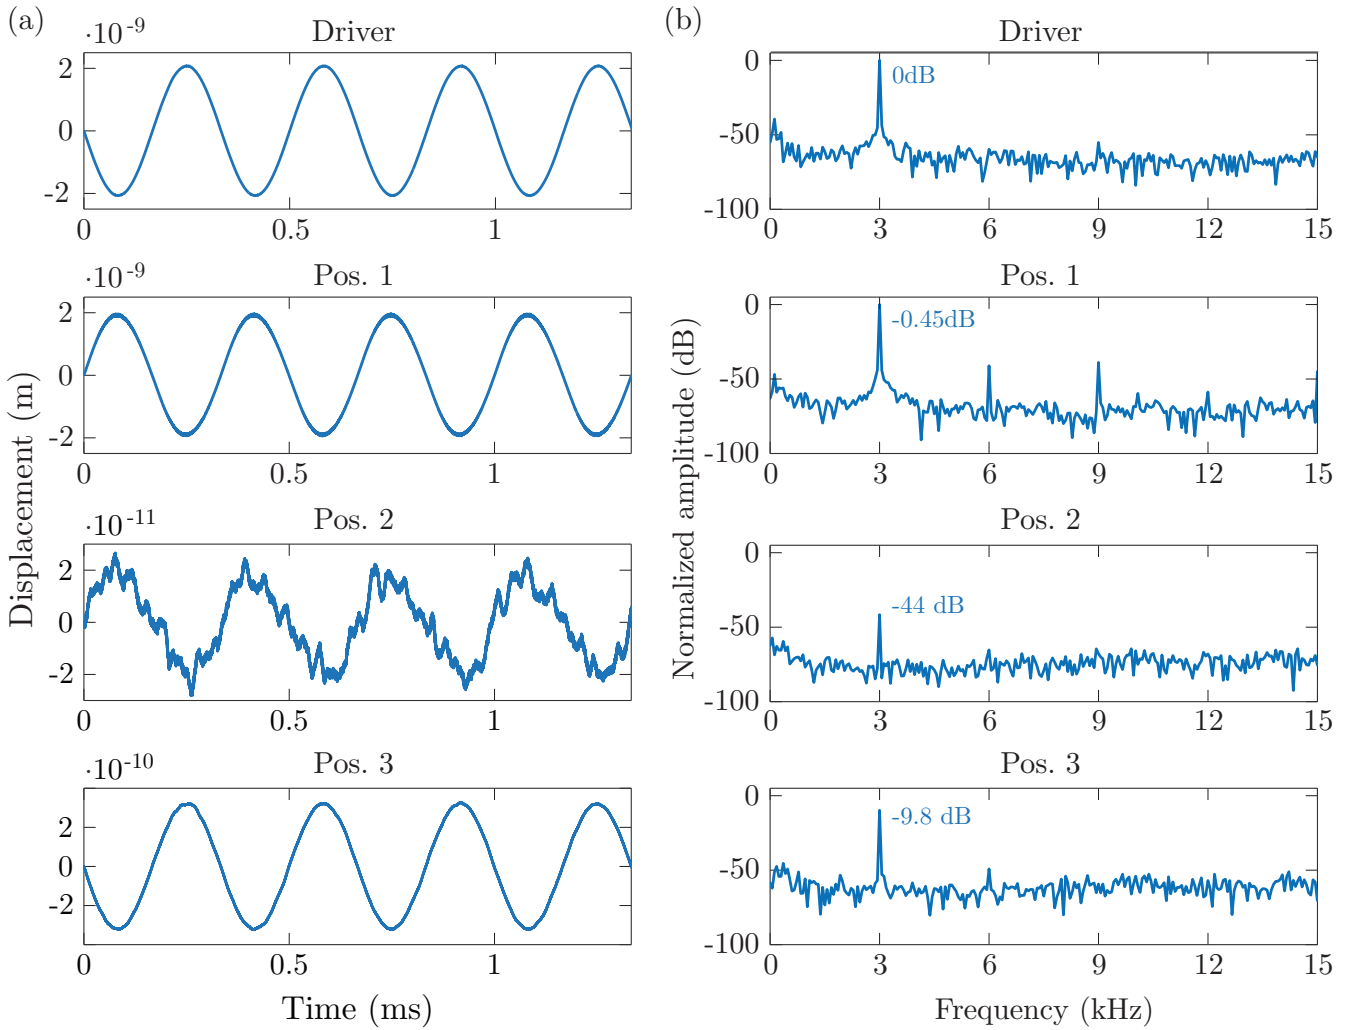 (a)
·10⁻⁹
Driver
2
0
-2
0 0.5 1
·10⁻⁹
Pos. 1
2
0
-2
0 0.5 1
·10⁻¹¹
Pos. 2
2
0
-2
0 0.5 1
·10⁻¹⁰
Pos. 3
2
0
-2
0 0.5 1
Displacement (m)
Time (ms)
(b)
Driver
0
-50
-100
0dB
0 3 6 9 12 15
Pos. 1
0
-50
-100
-0.45dB
0 3 6 9 12 15
Pos. 2
0
-50
-100
-44 dB
0 3 6 9 12 15
Pos. 3
0
-50
-100
-9.8 dB
0 3 6 9 12 15
Normalized amplitude (dB)
Frequency (kHz)